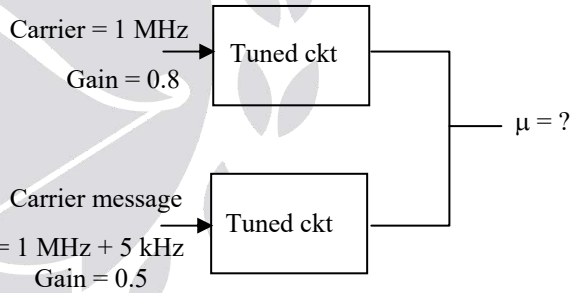 Carrier = 1 MHz
Gain = 0.8
Tuned ckt
μ = ?
Carrier message
= 1 MHz + 5 kHz
Gain = 0.5
Tuned ckt